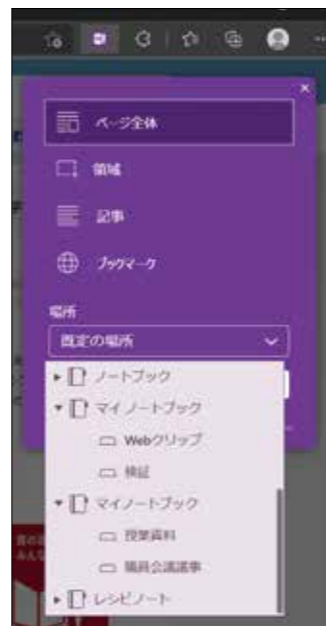 ページ全体
領域
記事
ブックマーク
場所
既定の場所
ノートブック
マイ ノートブック
Webクリップ
検証
マイノートブック
授業資料
職員会議議事
レシピノート